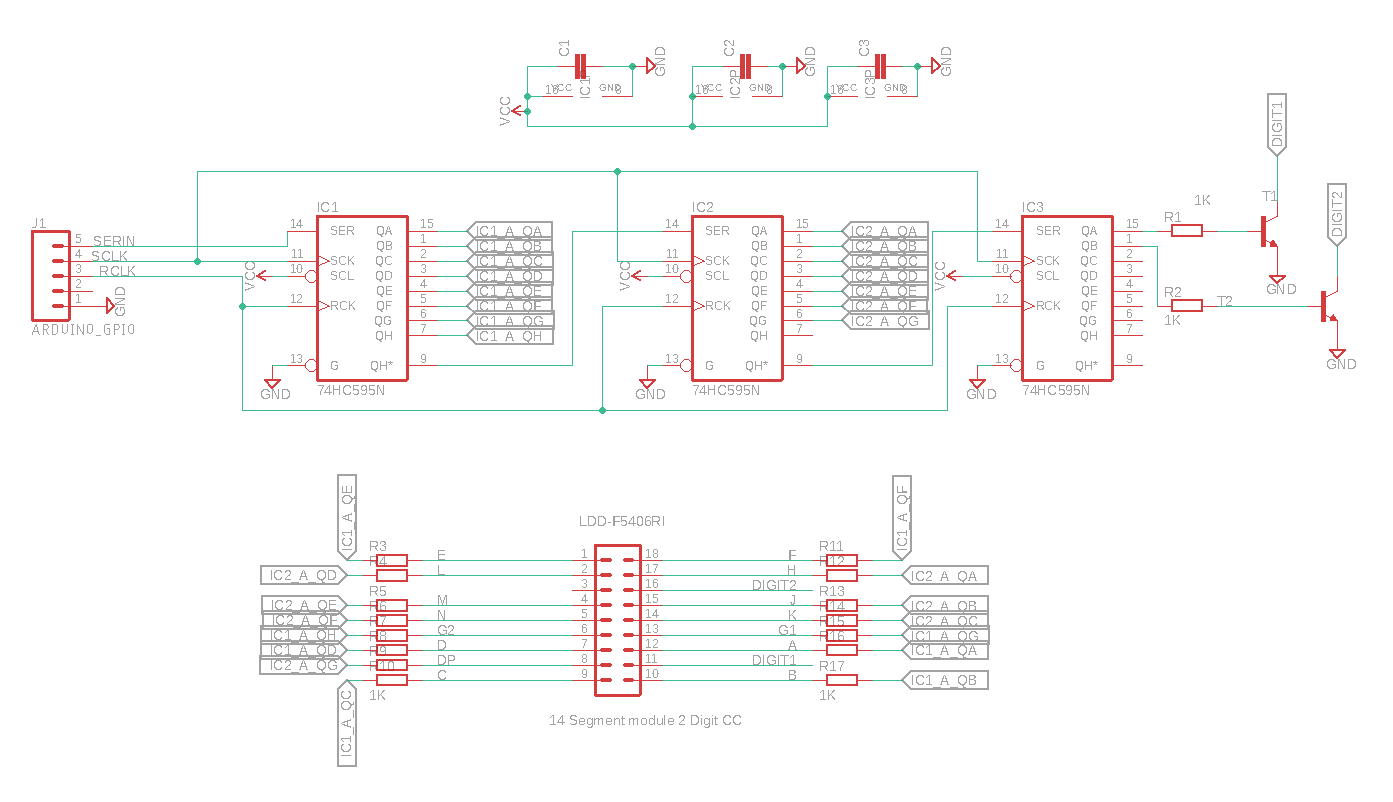 C1
C2
C3
GND
GND
GND
16
VCC
IC1P
GND
8
16
VCC
IC2P
GND
8
16
VCC
IC3P
GND
8
VCC
DIGIT1
DIGIT2
J1
5 SERIN
4 SCLK
3 RCLK
2
1
GND
ARDUINO_GPIO
IC1
14 SER QA 15 IC1_A_QA
QB 1 IC1_A_QB
11 SCK QC 2 IC1_A_QC
VCC 10 SCL QD 3 IC1_A_QD
QE 4 IC1_A_QE
12 RCK QF 5 IC1_A_QF
QG 6 IC1_A_QG
QH 7 IC1_A_QH
13 G QH* 9
GND
74HC595N
IC2
14 SER QA 15 IC2_A_QA
QB 1 IC2_A_QB
11 SCK QC 2 IC2_A_QC
VCC 10 SCL QD 3 IC2_A_QD
QE 4 IC2_A_QE
12 RCK QF 5 IC2_A_QF
QG 6 IC2_A_QG
QH 7
13 G QH* 9
GND
74HC595N
IC3
14 SER QA 15
QB 1
11 SCK QC 2
VCC 10 SCL QD 3
QE 4
12 RCK QF 5
QG 6
QH 7
13 G QH* 9
GND
74HC595N
1K
R1
T1
GND
R2
1K
T2
GND
LDD-F5406RI
IC1_A_QE
IC1_A_QF
R3 E 1 18 F R11
IC2_A_QD R4 L 2 17 H R12 IC2_A_QA
3 16 DIGIT2
IC2_A_QE R5 M 4 15 J R13 IC2_A_QB
IC2_A_QF R6 N 5 14 K R14 IC2_A_QC
IC1_A_QH R7 G2 6 13 G1 R15 IC1_A_QG
IC1_A_QD R8 D 7 12 A R16 IC1_A_QA
IC2_A_QG R9 DP 8 11 DIGIT1
R10 C 9 10 B R17 IC1_A_QB
1K
1K
IC1_A_QC
14 Segment module 2 Digit CC